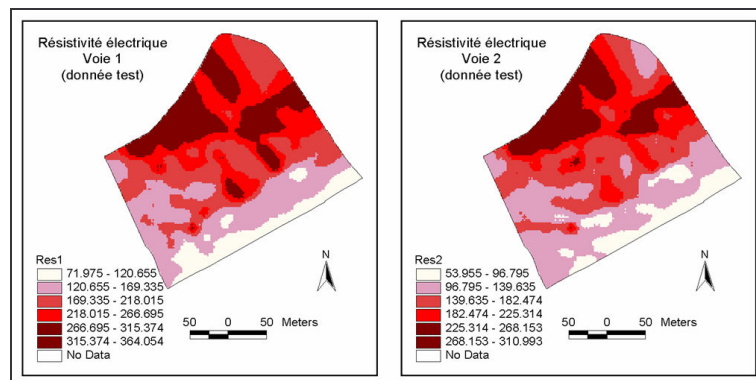 Résistivité électrique
Voie 1
(donnée test)
Res1
71.975 - 120.655
120.655 - 169.335
169.335 - 218.015
218.015 - 266.695
266.695 - 315.374
315.374 - 364.054
No Data
N
50 0 50 Meters
Résistivité électrique
Voie 2
(donnée test)
Res2
53.955 - 96.795
96.795 - 139.635
139.635 - 182.474
182.474 - 225.314
225.314 - 268.153
268.153 - 310.993
No Data
N
50 0 50 Meters